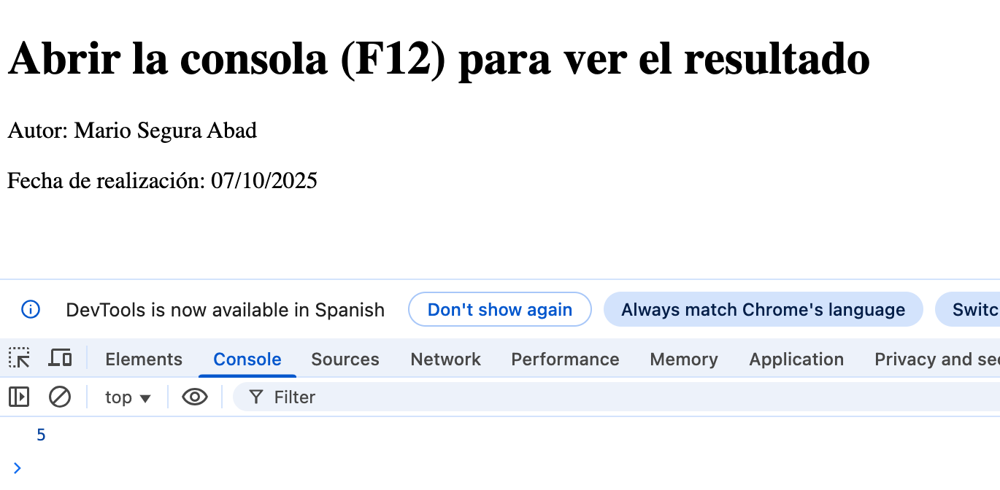 Abrir la consola (F12) para ver el resultado
Autor: Mario Segura Abad
Fecha de realización: 07/10/2025
DevTools is now available in Spanish Don't show again Always match Chrome's language Switc
Elements Console Sources Network Performance Memory Application Privacy and sec
top Filter
5